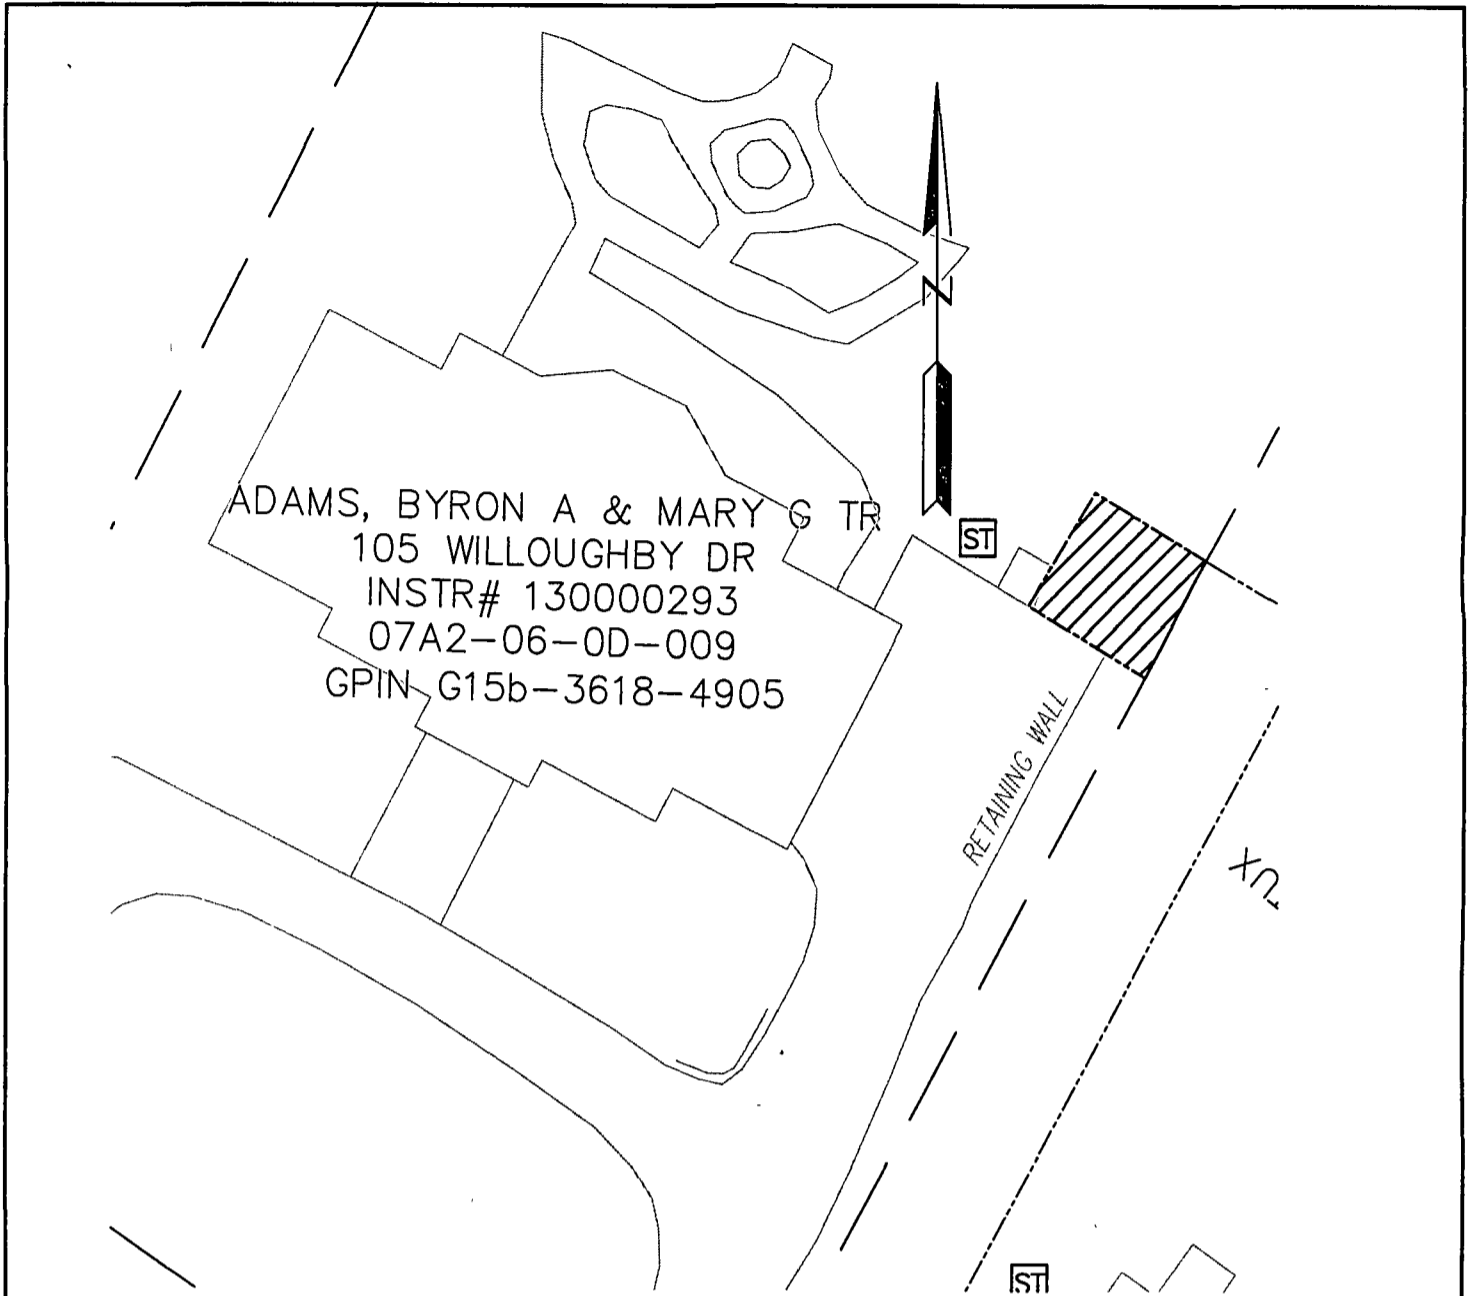 N
ADAMS, BYRON A & MARY G TR
105 WILLOUGHBY DR
INSTR# 130000293
07A2-06-0D-009
GPIN G15b-3618-4905
ST
RETAINING WALL
ST